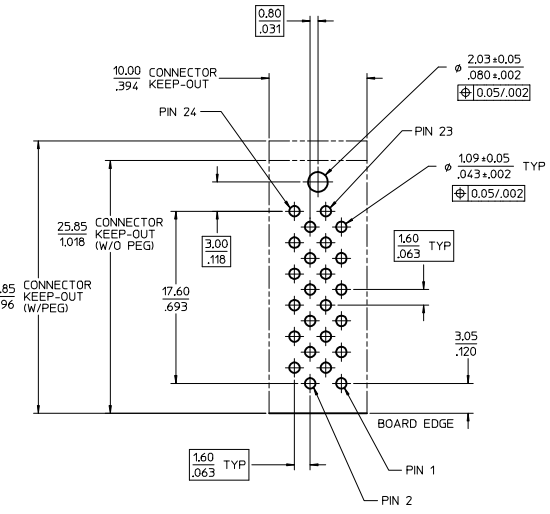 0.80
.031
10.00 CONNECTOR
.394 KEEP-OUT
ø 2.03±0.05
.080±.002
⌖ 0.05/.002
PIN 24
PIN 23
ø 1.09±0.05 TYP
.043±.002
⌖ 0.05/.002
25.85 CONNECTOR
1.018 KEEP-OUT
(W/O PEG)
3.00
.118
1.60 TYP
.063
.85 CONNECTOR
96 KEEP-OUT
(W/PEG)
17.60
.693
3.05
.120
BOARD EDGE
1.60 TYP
.063
PIN 1
PIN 2